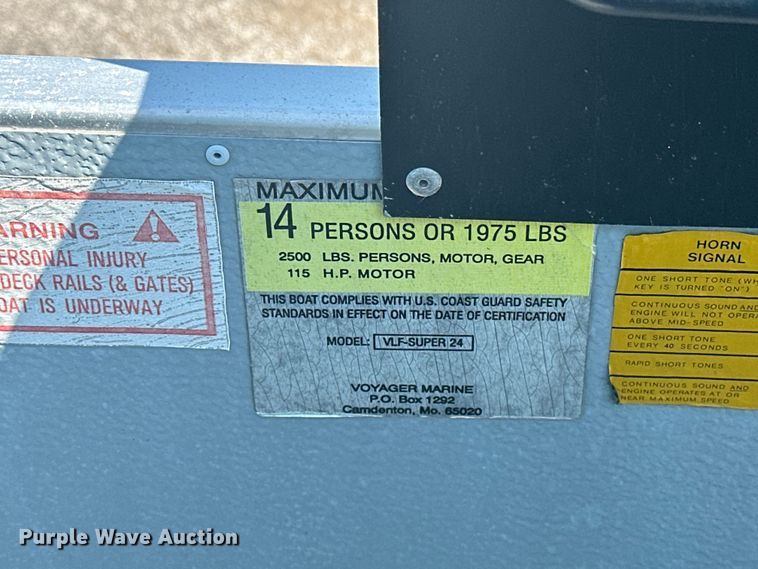 MAXIMUM
14 PERSONS OR 1975 LBS
2500 LBS. PERSONS, MOTOR, GEAR
115 H.P. MOTOR
THIS BOAT COMPLIES WITH U.S. COAST GUARD SAFETY
STANDARDS IN EFFECT ON THE DATE OF CERTIFICATION
MODEL: VLF-SUPER 24
VOYAGER MARINE
P.O. Box 1292
Camdenton, Mo. 65020
ARNING
ERSONAL INJURY
DECK RAILS (& GATES)
OAT IS UNDERWAY
HORN
SIGNAL
ONE SHORT TONE (WH
KEY IS TURNED "ON")
CONTINUOUS SOUND AND
ENGINE WILL NOT OPERA
ABOVE MID-SPEED
ONE SHORT TONE
EVERY 40 SECONDS
RAPID SHORT TONES
CONTINUOUS SOUND AND
ENGINE OPERATES AT OR
NEAR MAXIMUM SPEED
Purple Wave Auction